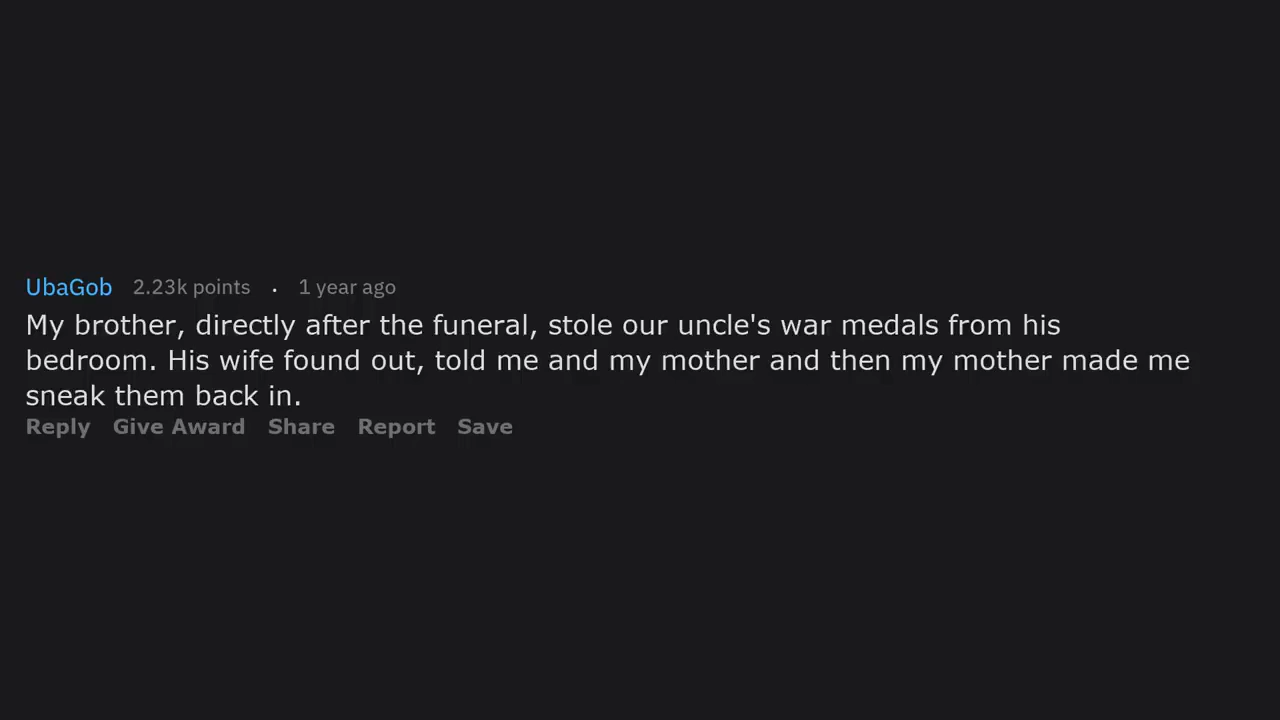 UbaGob 2.23k points · 1 year ago
My brother, directly after the funeral, stole our uncle's war medals from his
bedroom. His wife found out, told me and my mother and then my mother made me
sneak them back in.
Reply Give Award Share Report Save